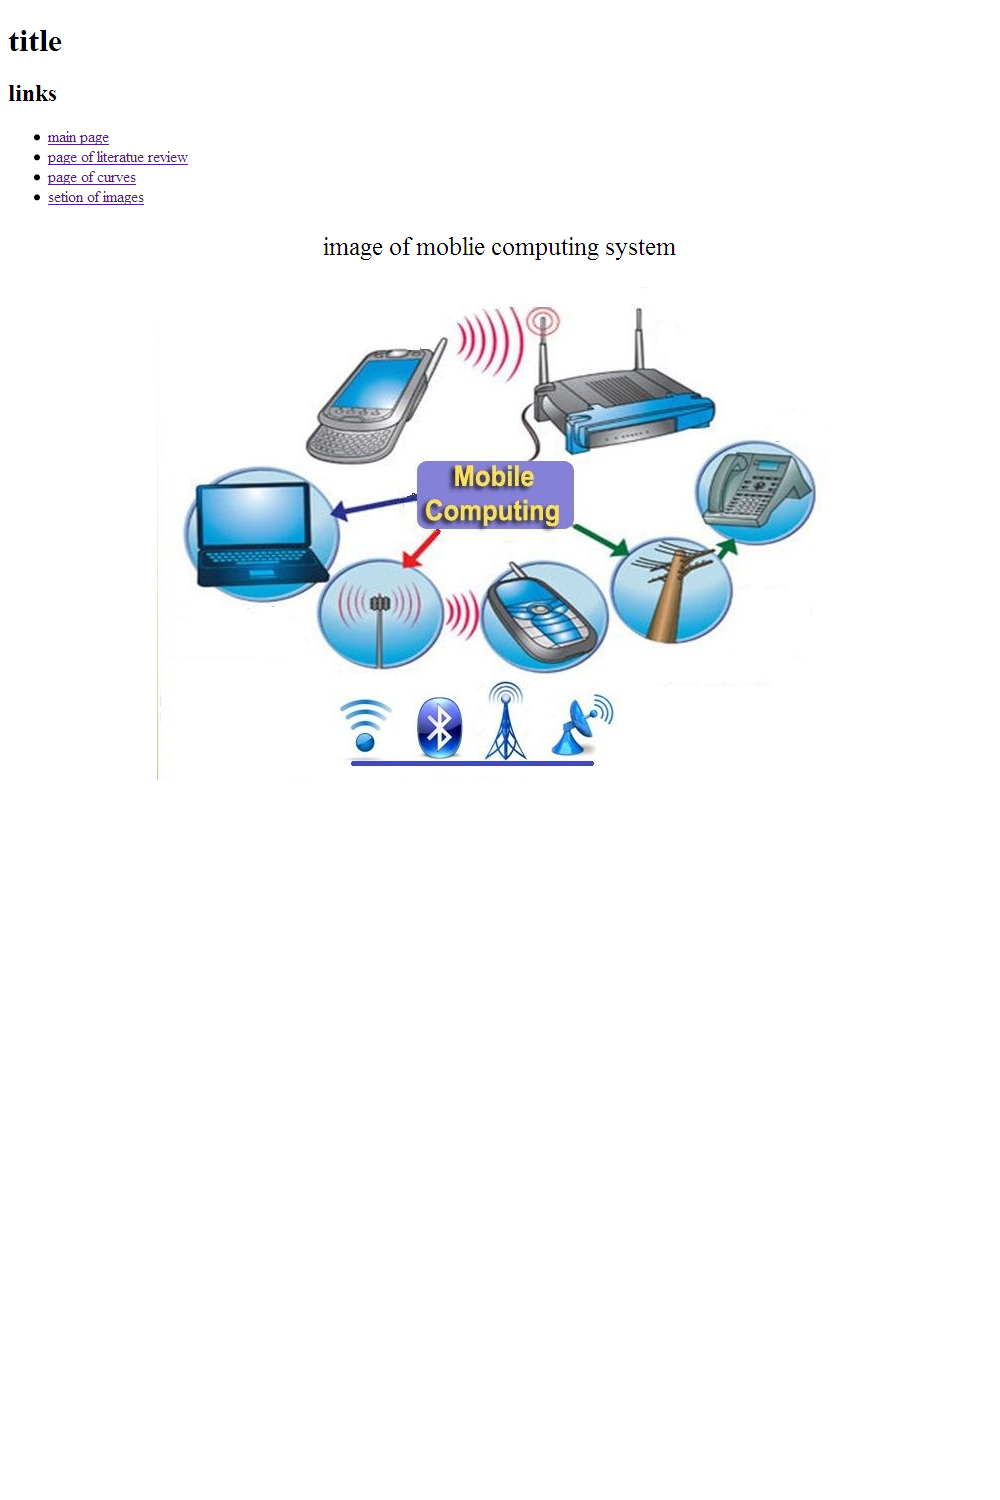 title
links
main page
page of literatue review
page of curves
setion of images
image of moblie computing system
Mobile
Computing